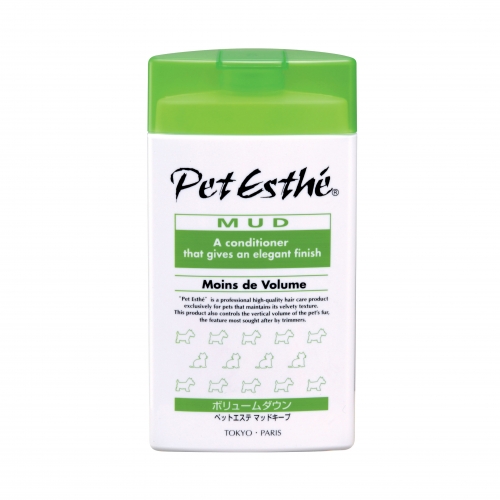 Pet Esthé®
MUD
A conditioner
that gives an elegant finish
Moins de Volume
"Pet Esthé" is a professional high-quality hair care product
exclusively for pets that maintains its velvety texture.
This product also controls the vertical volume of the pet's fur,
the feature most sought after by trimmers.
ボリュームダウン
ペットエステ マッドキープ
TOKYO・PARIS